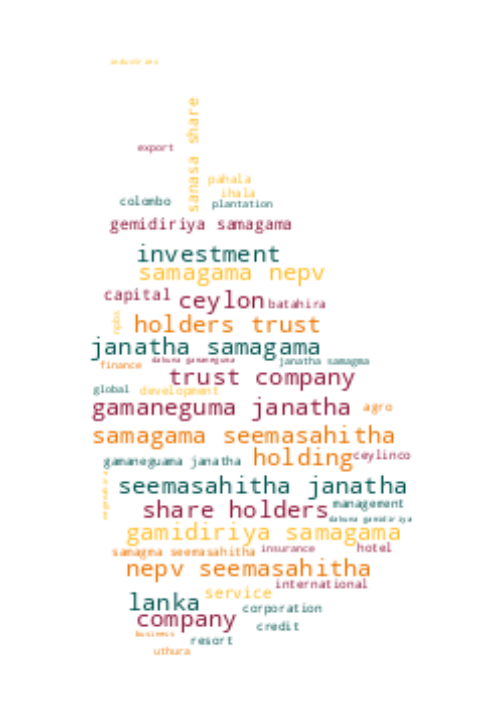 industries
sanasa share
export
pahala
ihala
colombo
plantation
gemidiriya samagama
investment
samagama nepv
capital
ceylon
batahira
holders trust
janatha samagama
dakuna gamaneguma
janatha samagma
finance
trust company
global
development
gamaneguma janatha
agro
samagama seemasahitha
gamaneguama janatha
holding
ceylinco
seemasahitha janatha
share holders
management
dakuna gamidiriya
gamidiriya samagama
samagma seemasahitha
insurance
hotel
nepv seemasahitha
international
service
lanka
corporation
company
credit
business
resort
uthura